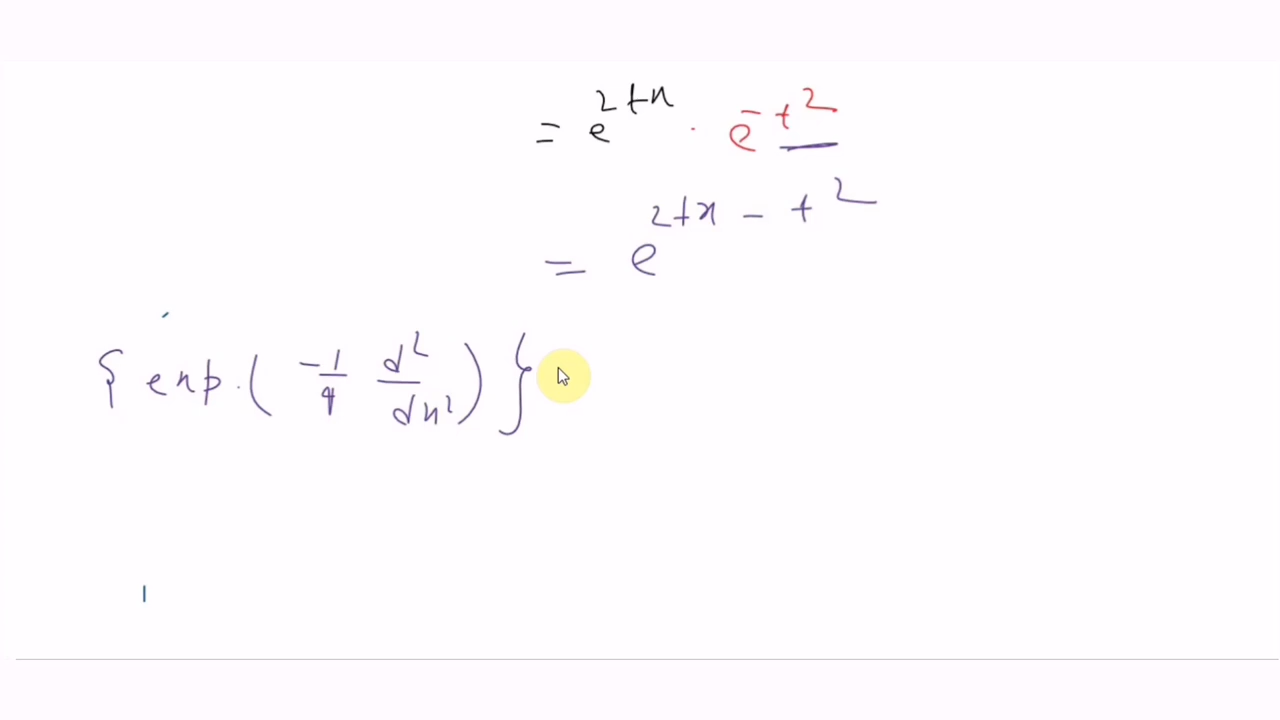 = e^{2tx} . e^{-t^2}
= e^{2tx - t^2}
{ exp. ( -1/4 d^2/dx^2 ) }